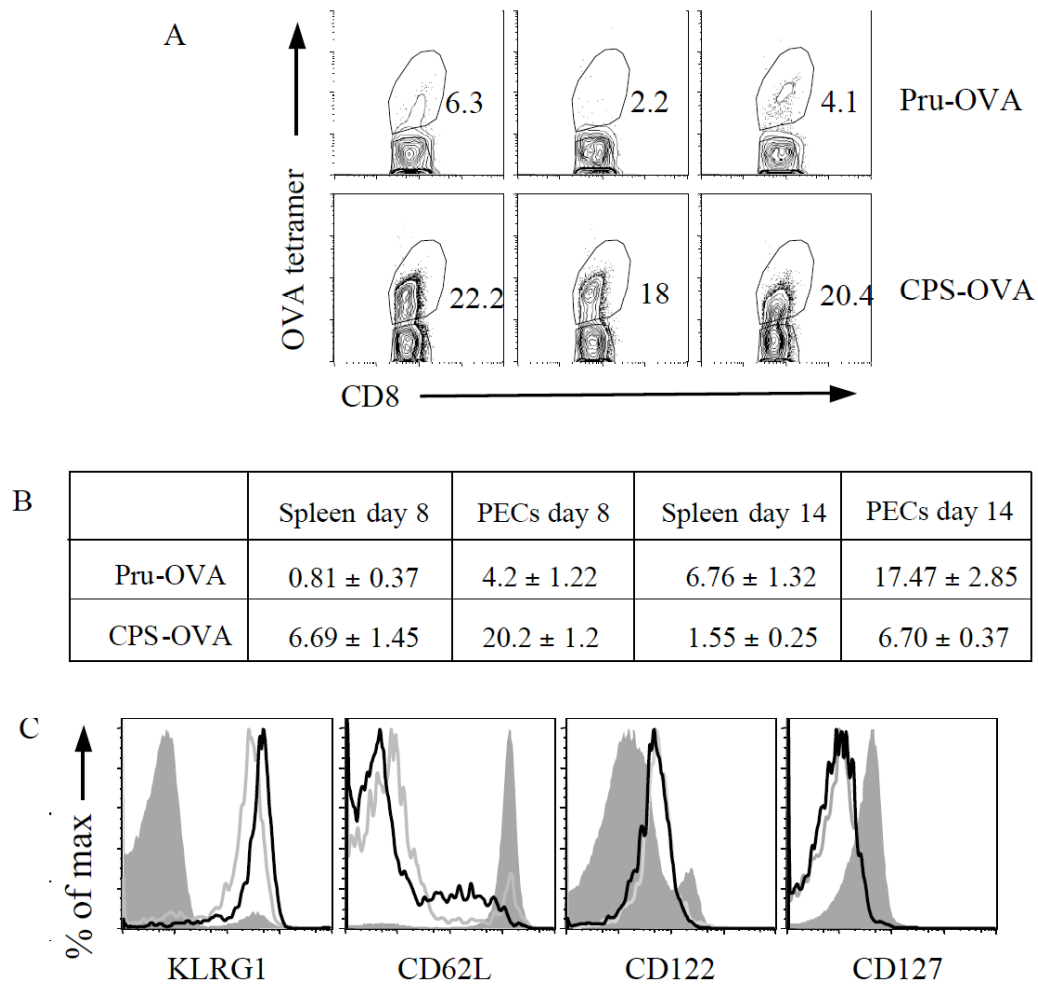 A
OVA tetramer
6.3
2.2
4.1
Pru-OVA
22.2
18
20.4
CPS-OVA
CD8
B
Spleen day 8 PECs day 8 Spleen day 14 PECs day 14
Pru-OVA 0.81 ± 0.37 4.2 ± 1.22 6.76 ± 1.32 17.47 ± 2.85
CPS-OVA 6.69 ± 1.45 20.2 ± 1.2 1.55 ± 0.25 6.70 ± 0.37
C
% of max
KLRG1 CD62L CD122 CD127